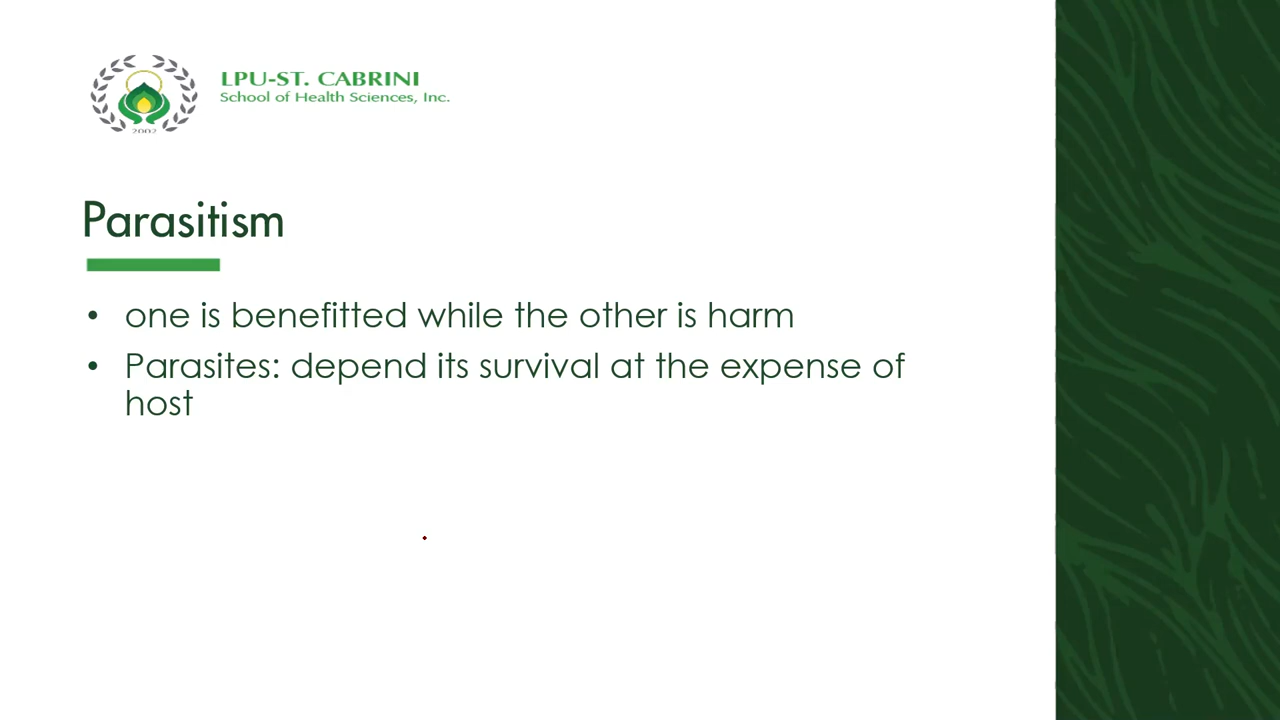 LPU-ST. CABRINI
School of Health Sciences, Inc.
2002
Parasitism
• one is benefitted while the other is harm
• Parasites: depend its survival at the expense of
host